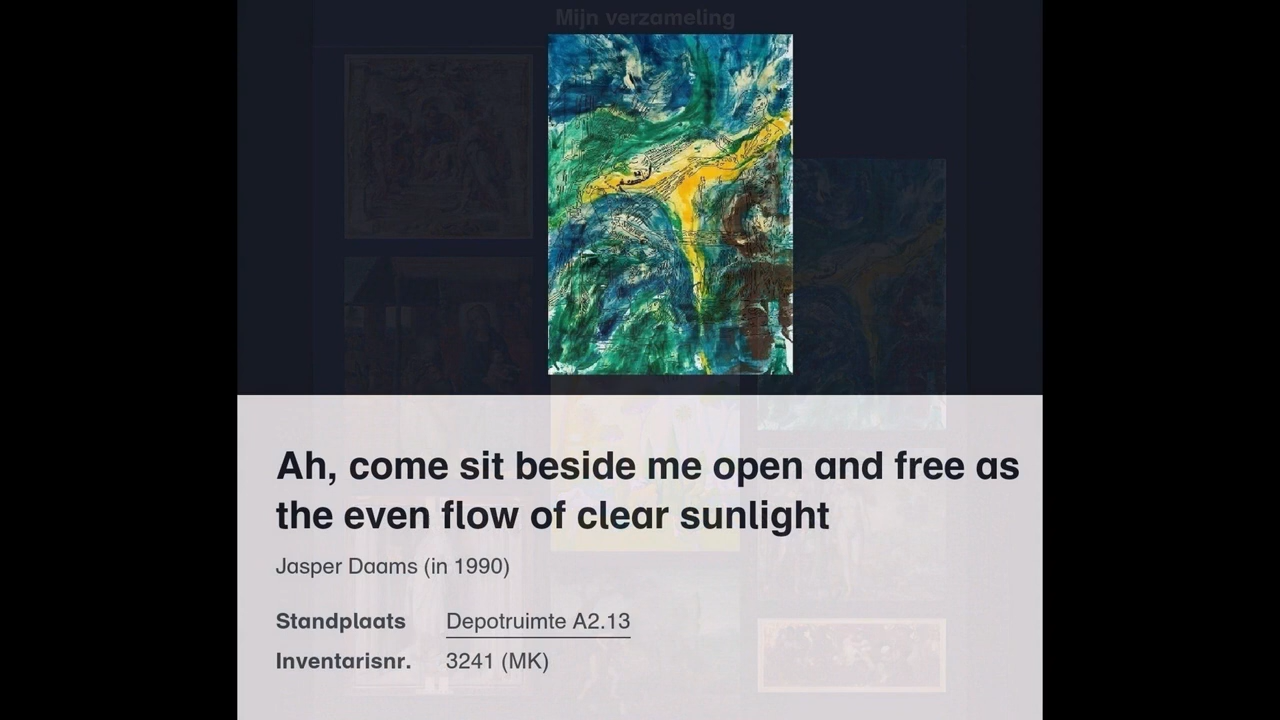 Mijn verzameling
Ah, come sit beside me open and free as
the even flow of clear sunlight
Jasper Daams (in 1990)
Standplaats Depotruimte A2.13
Inventarisnr. 3241 (MK)